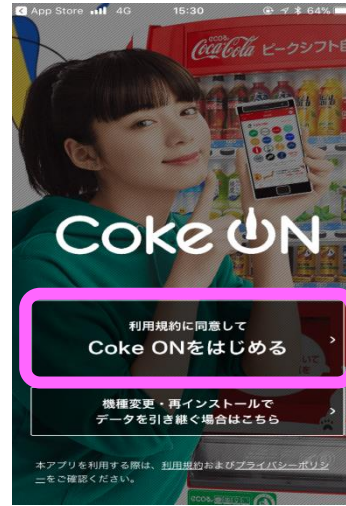 App Store 4G 15:30 64%
ecoる
Coca-Cola ピークシフト自
Coke ON
利用規約に同意して
Coke ONをはじめる
機種変更・再インストールで
データを引き継ぐ場合はこちら
本アプリを利用する際は、利用規約およびプライバシーポリシ
ーをご確認ください。